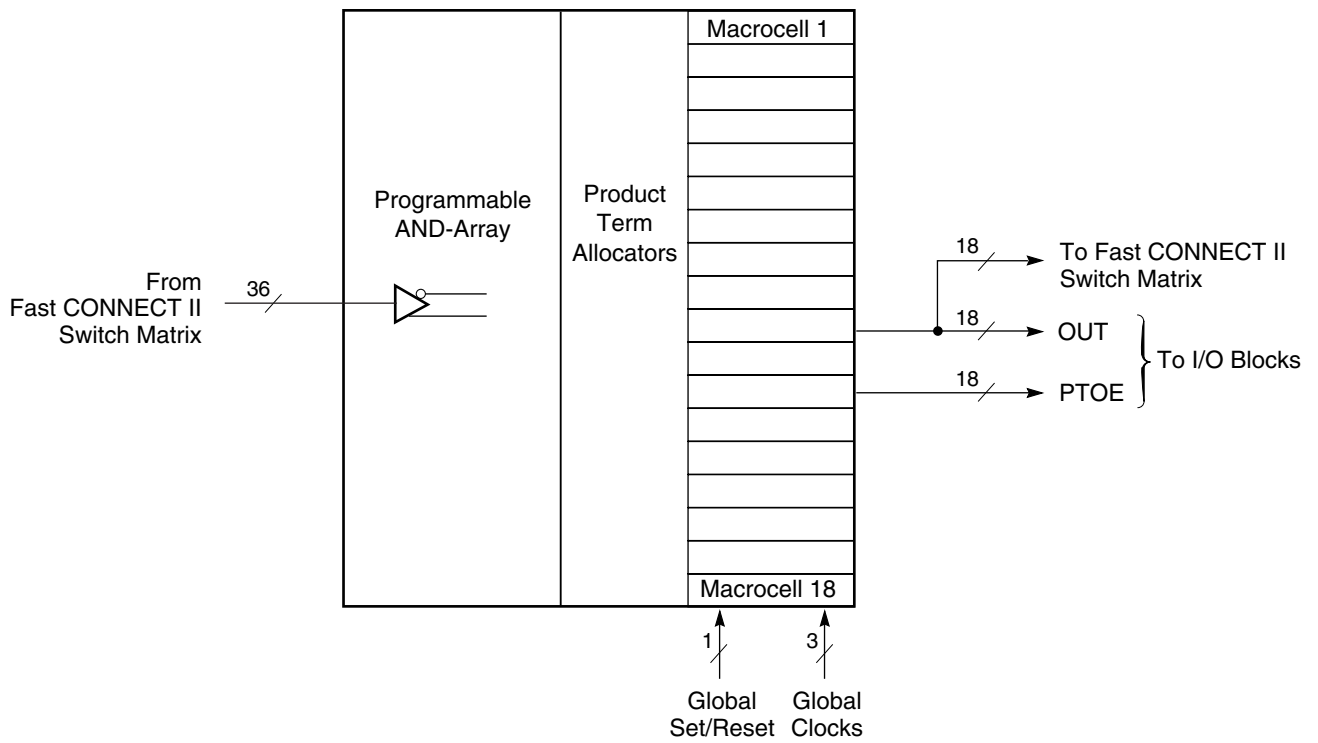 Macrocell 1
Programmable
AND-Array
Product
Term
Allocators
From
Fast CONNECT II
Switch Matrix
36
18
To Fast CONNECT II
Switch Matrix
18
OUT
18
PTOE
To I/O Blocks
Macrocell 18
1
3
Global
Set/Reset
Global
Clocks